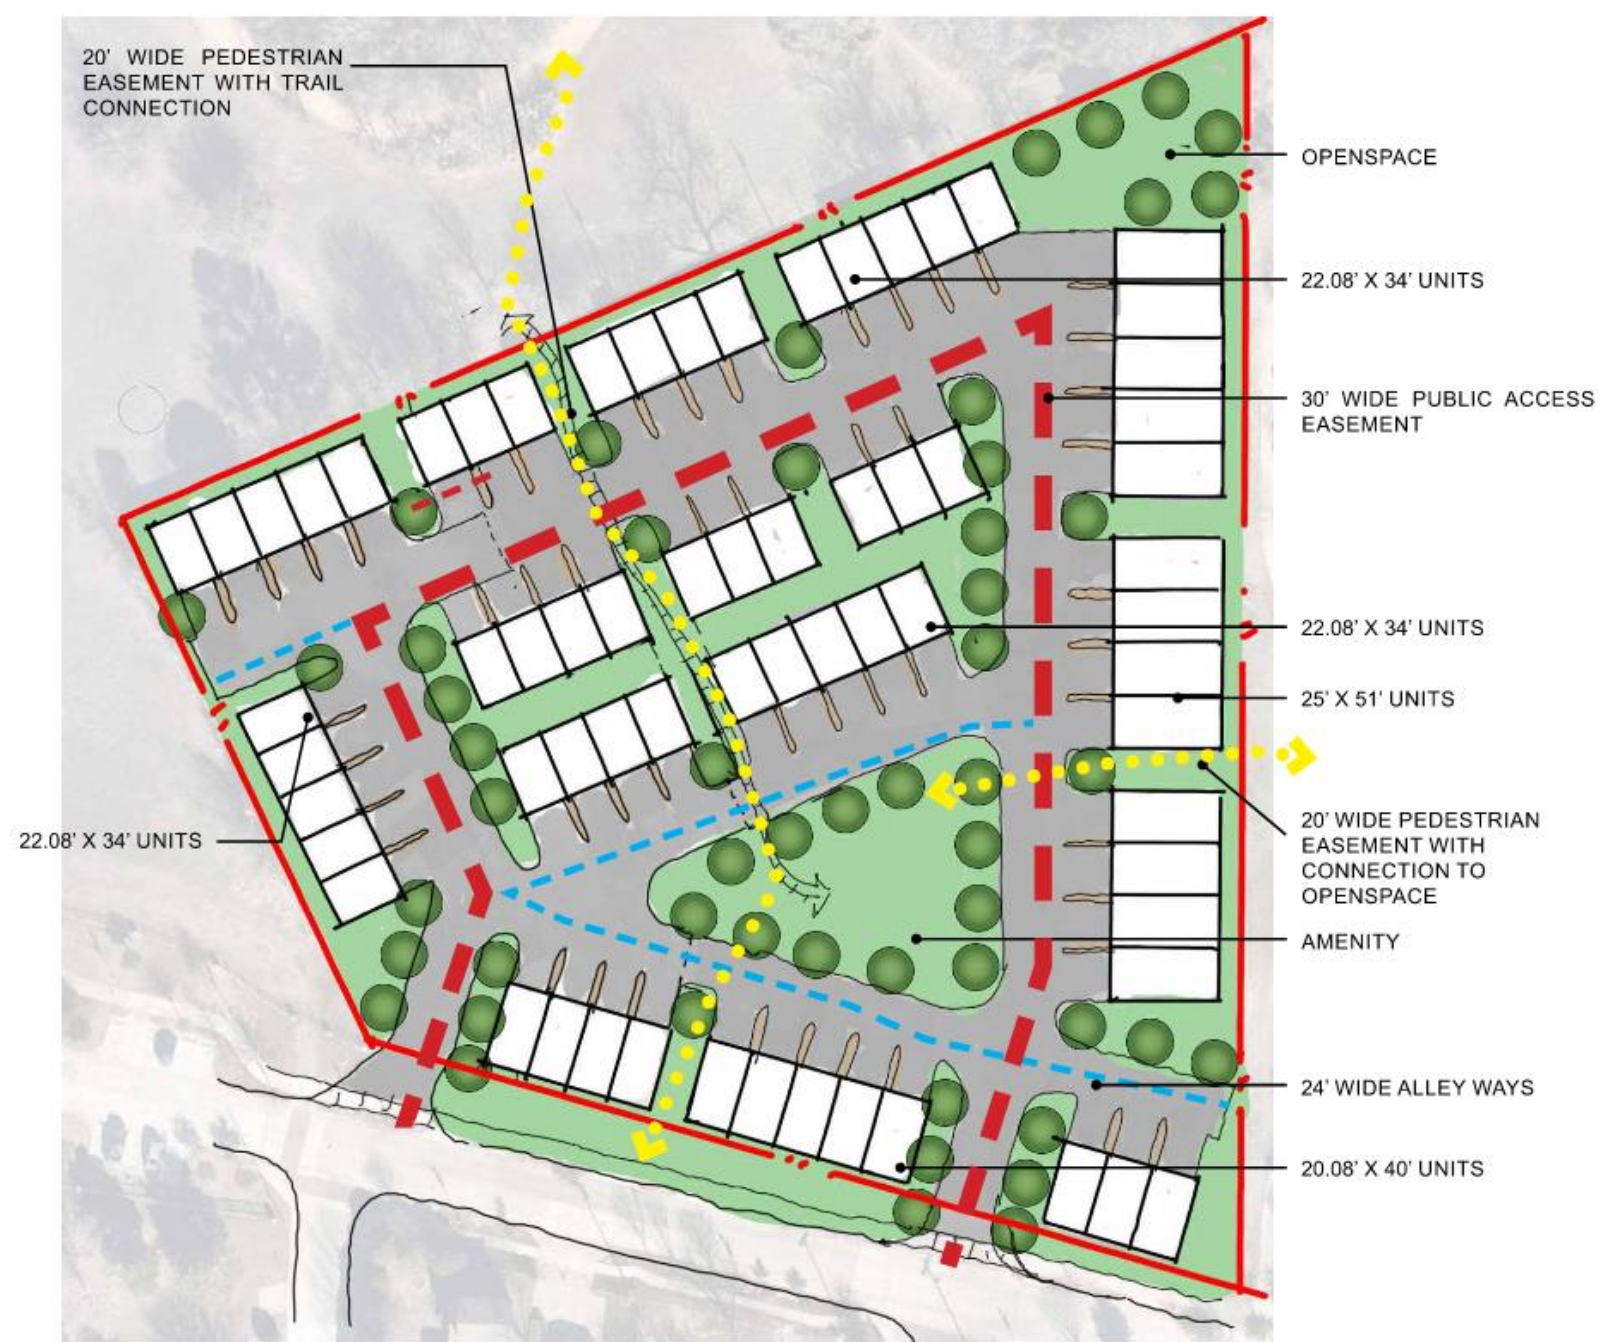 20' WIDE PEDESTRIAN
EASEMENT WITH TRAIL
CONNECTION
OPENSPACE
22.08' X 34' UNITS
30' WIDE PUBLIC ACCESS
EASEMENT
22.08' X 34' UNITS
25' X 51' UNITS
22.08' X 34' UNITS
20' WIDE PEDESTRIAN
EASEMENT WITH
CONNECTION TO
OPENSPACE
AMENITY
24' WIDE ALLEY WAYS
20.08' X 40' UNITS